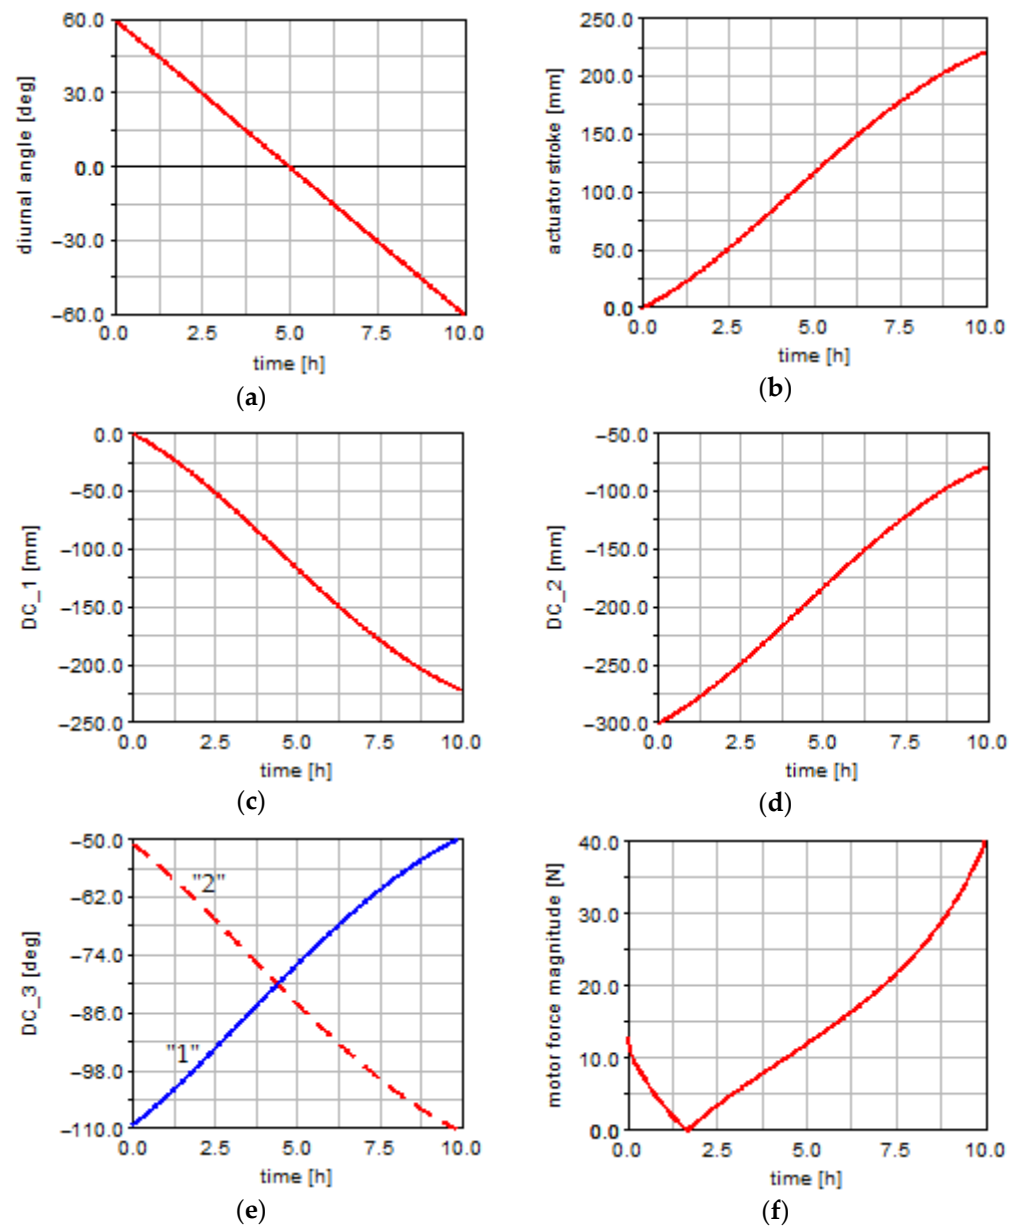 60.0
30.0
0.0
−30.0
−60.0
diurnal angle [deg]
0.0 2.5 5.0 7.5 10.0
time [h]
(a)
250.0
200.0
150.0
100.0
50.0
0.0
actuator stroke [mm]
0.0 2.5 5.0 7.5 10.0
time [h]
(b)
0.0
−50.0
−100.0
−150.0
−200.0
−250.0
DC_1 [mm]
0.0 2.5 5.0 7.5 10.0
time [h]
(c)
−50.0
−100.0
−150.0
−200.0
−250.0
−300.0
DC_2 [mm]
0.0 2.5 5.0 7.5 10.0
time [h]
(d)
−50.0
−62.0
−74.0
−86.0
−98.0
−110.0
DC_3 [deg]
"2"
"1"
0.0 2.5 5.0 7.5 10.0
time [h]
(e)
40.0
30.0
20.0
10.0
0.0
motor force magnitude [N]
0.0 2.5 5.0 7.5 10.0
time [h]
(f)